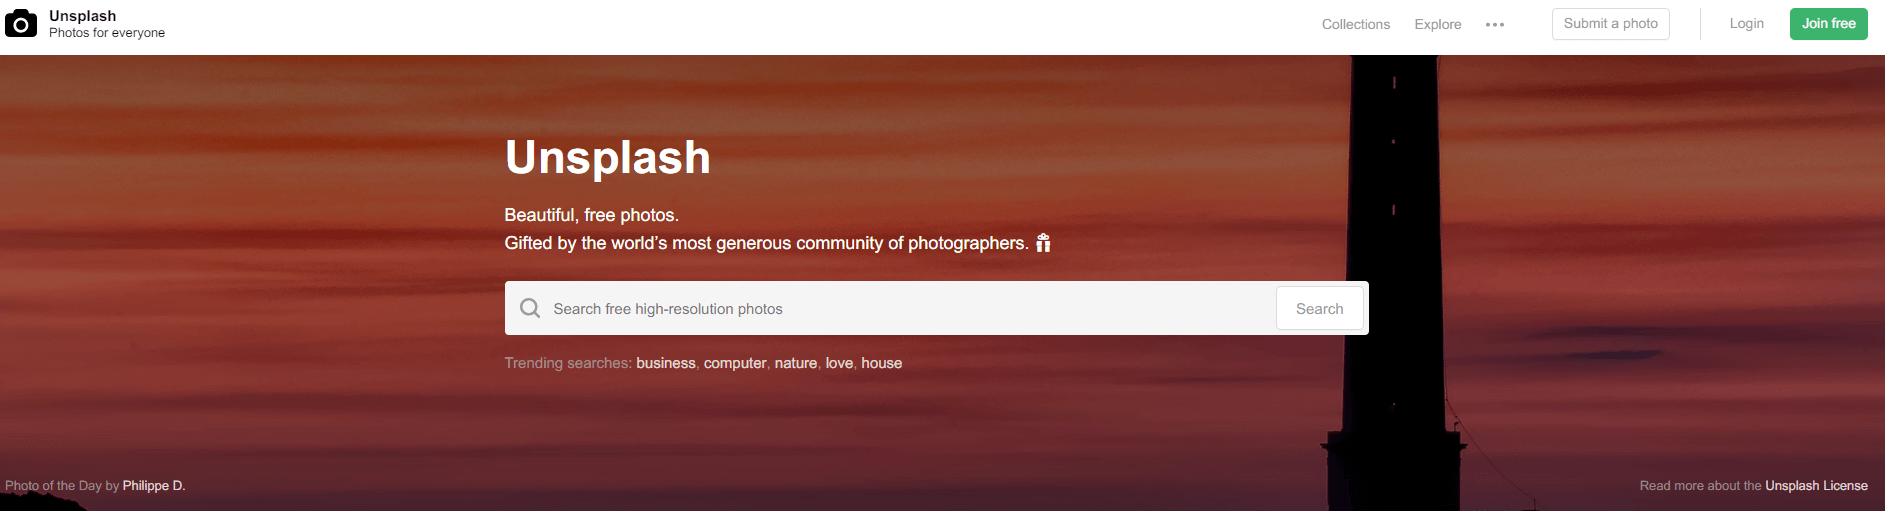 Unsplash
Photos for everyone
Collections Explore ••• Submit a photo Login Join free
Unsplash
Beautiful, free photos.
Gifted by the world’s most generous community of photographers.
Search free high-resolution photos Search
Trending searches: business, computer, nature, love, house
Photo of the Day by Philippe D. Read more about the Unsplash License